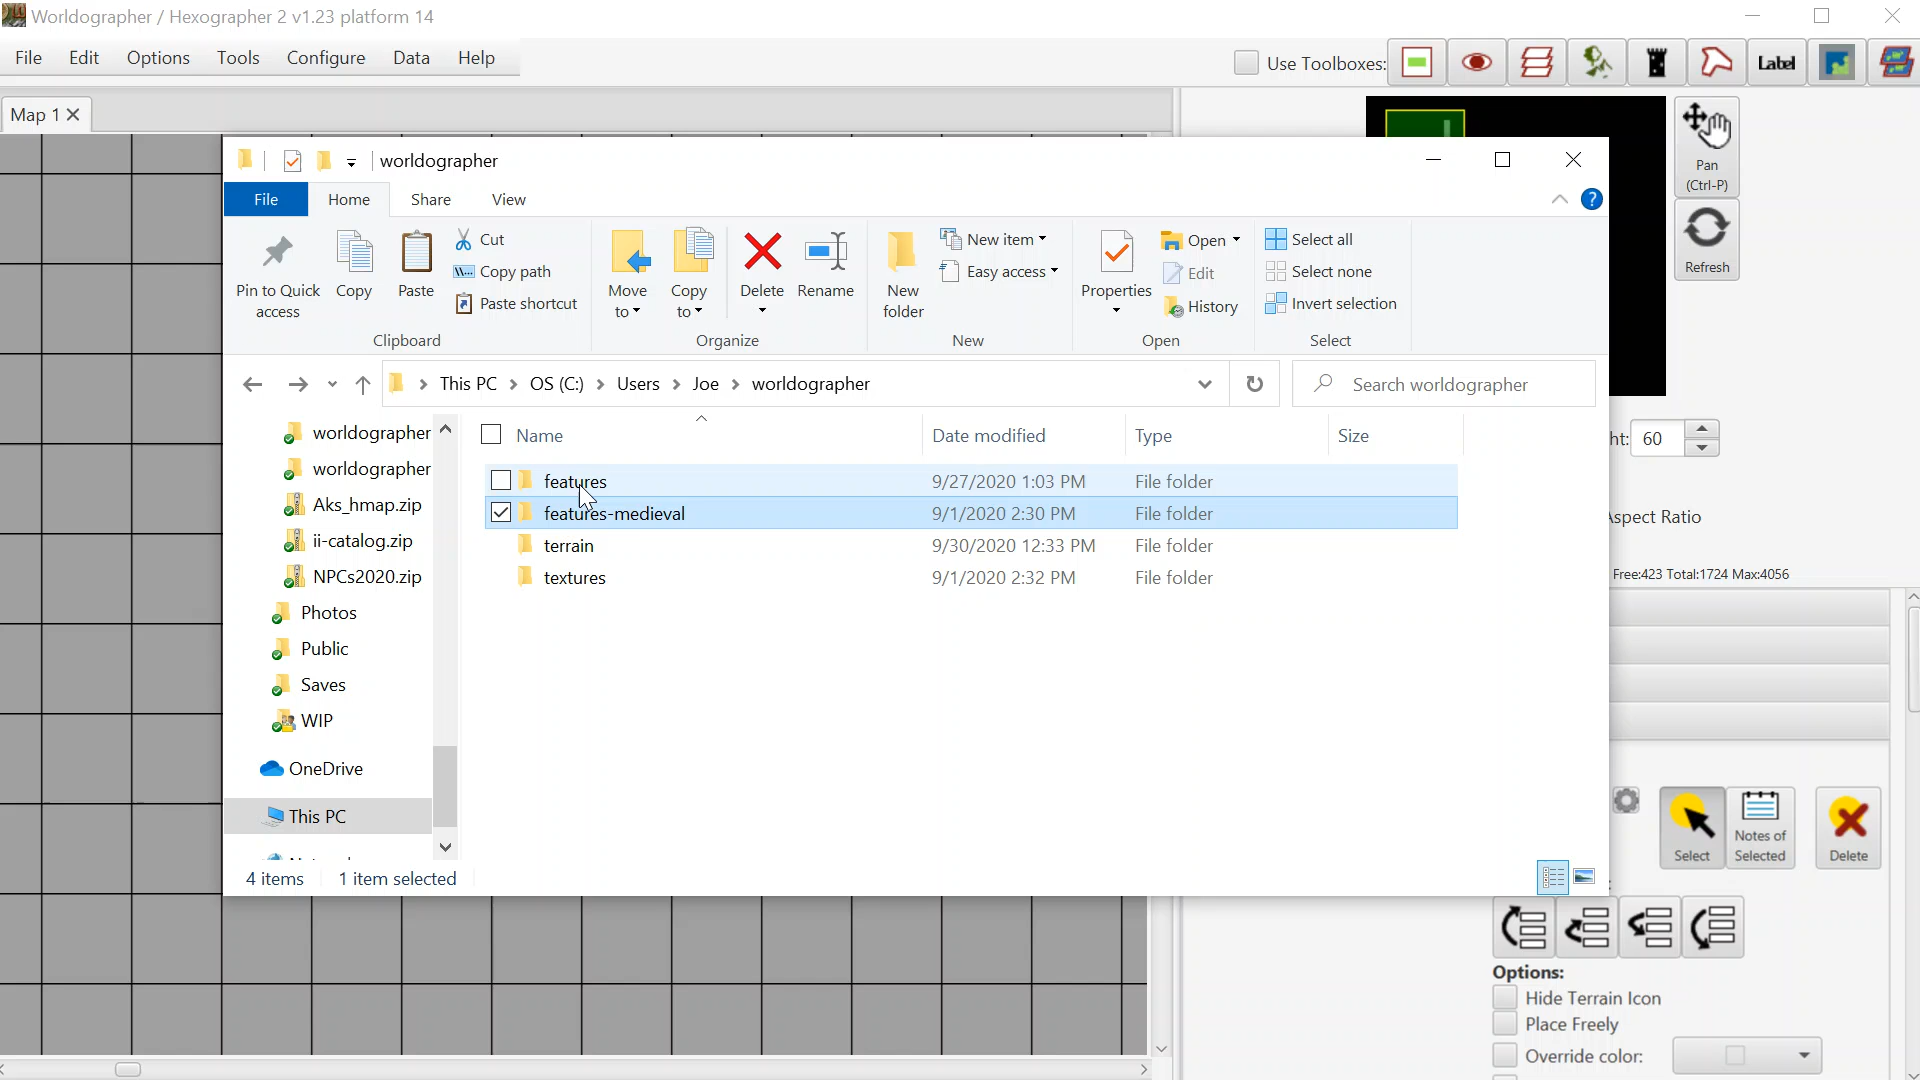 Worldographer / Hexographer 2 v1.23 platform 14
File Edit Options Tools Configure Data Help
Use Toolboxes:
Label
Map 1
Pan
(Ctrl-P)
Refresh
worldographer
File Home Share View
Pin to Quick access
Copy
Paste
Cut
Copy path
Paste shortcut
Clipboard
Move to
Copy to
Delete
Rename
Organize
New folder
New item
Easy access
New
Properties
Open
Edit
History
Open
Select all
Select none
Invert selection
Select
This PC > OS (C:) > Users > Joe > worldographer
Search worldographer
ht: 60
Aspect Ratio
Free:423 Total:1724 Max:4056
worldographer
worldographer
Aks_hmap.zip
ii-catalog.zip
NPCs2020.zip
Photos
Public
Saves
WIP
OneDrive
This PC
Name Date modified Type Size
features 9/27/2020 1:03 PM File folder
features-medieval 9/1/2020 2:30 PM File folder
terrain 9/30/2020 12:33 PM File folder
textures 9/1/2020 2:32 PM File folder
4 items 1 item selected
Select
Notes of Selected
Delete
Options:
Hide Terrain Icon
Place Freely
Override color: